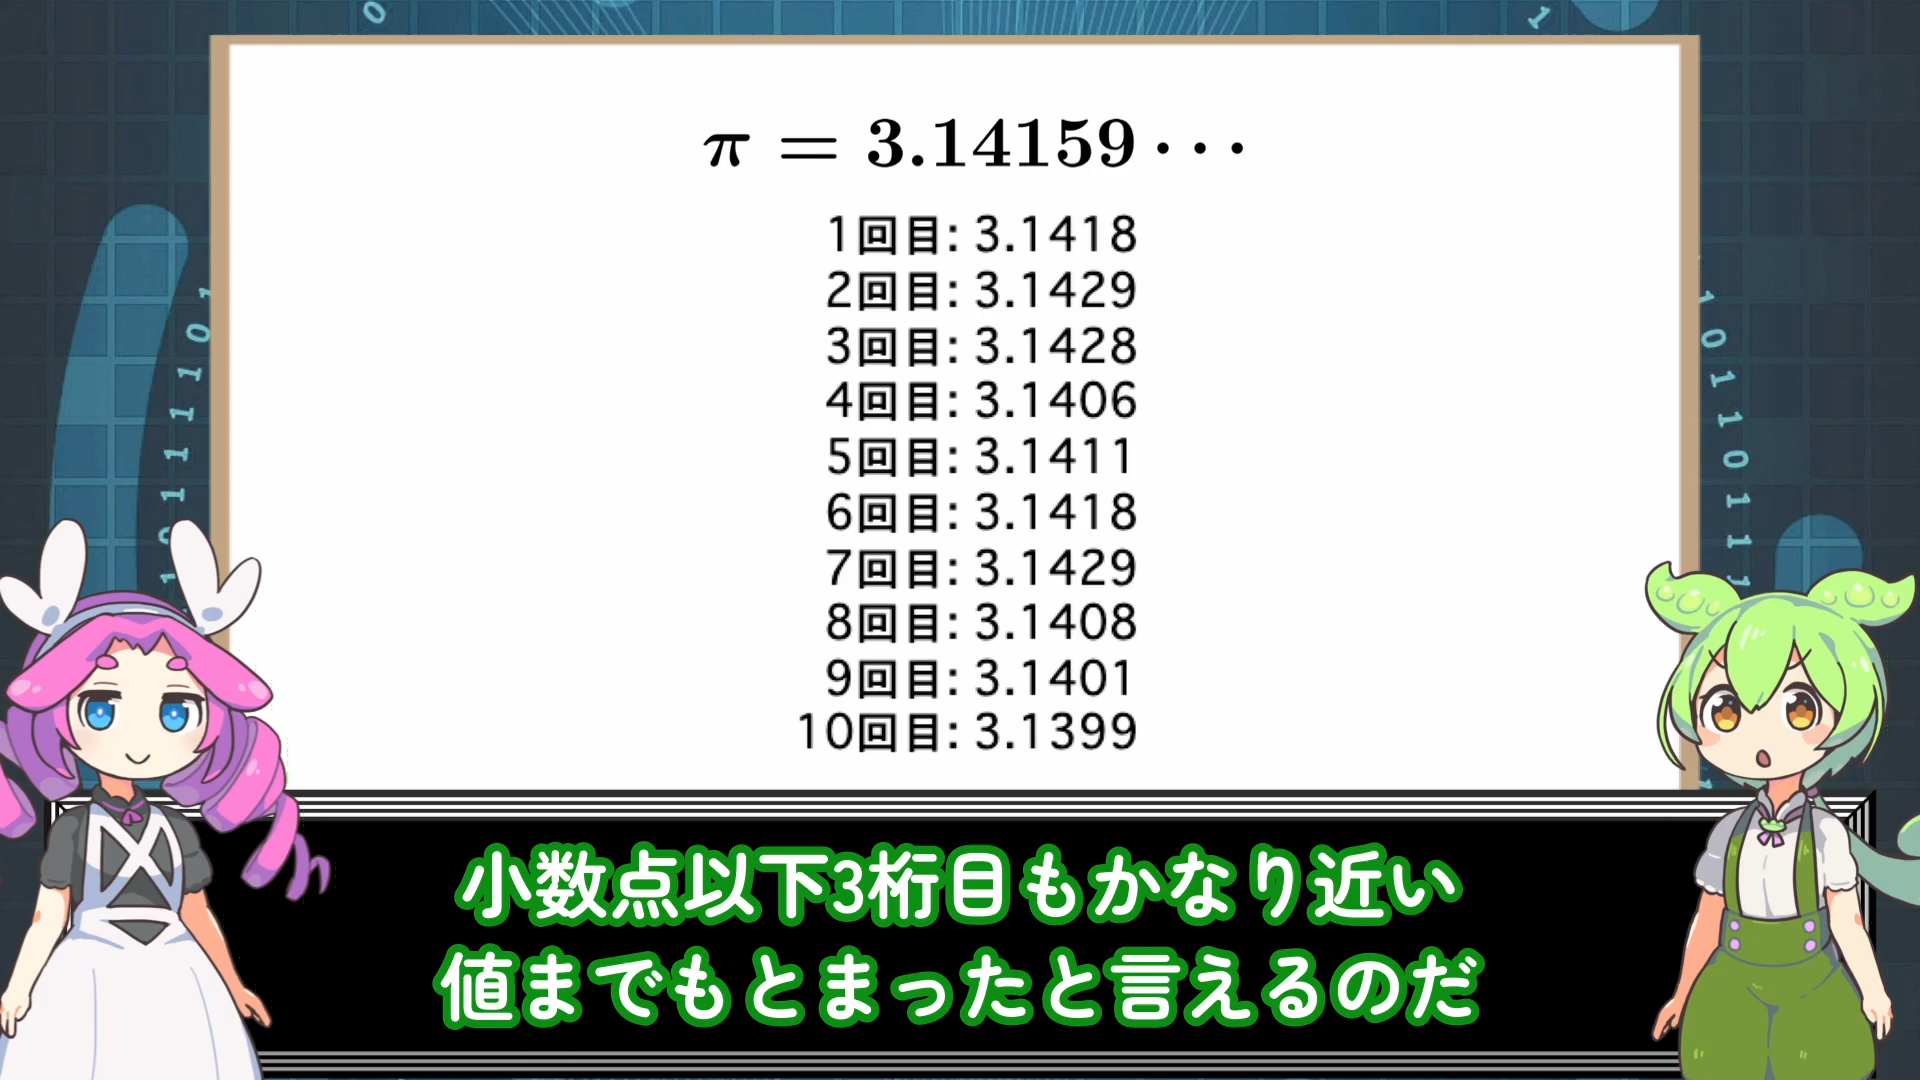 π = 3.14159···
1回目: 3.1418
2回目: 3.1429
3回目: 3.1428
4回目: 3.1406
5回目: 3.1411
6回目: 3.1418
7回目: 3.1429
8回目: 3.1408
9回目: 3.1401
10回目: 3.1399
小数点以下3桁目もかなり近い
値までもとまったと言えるのだ